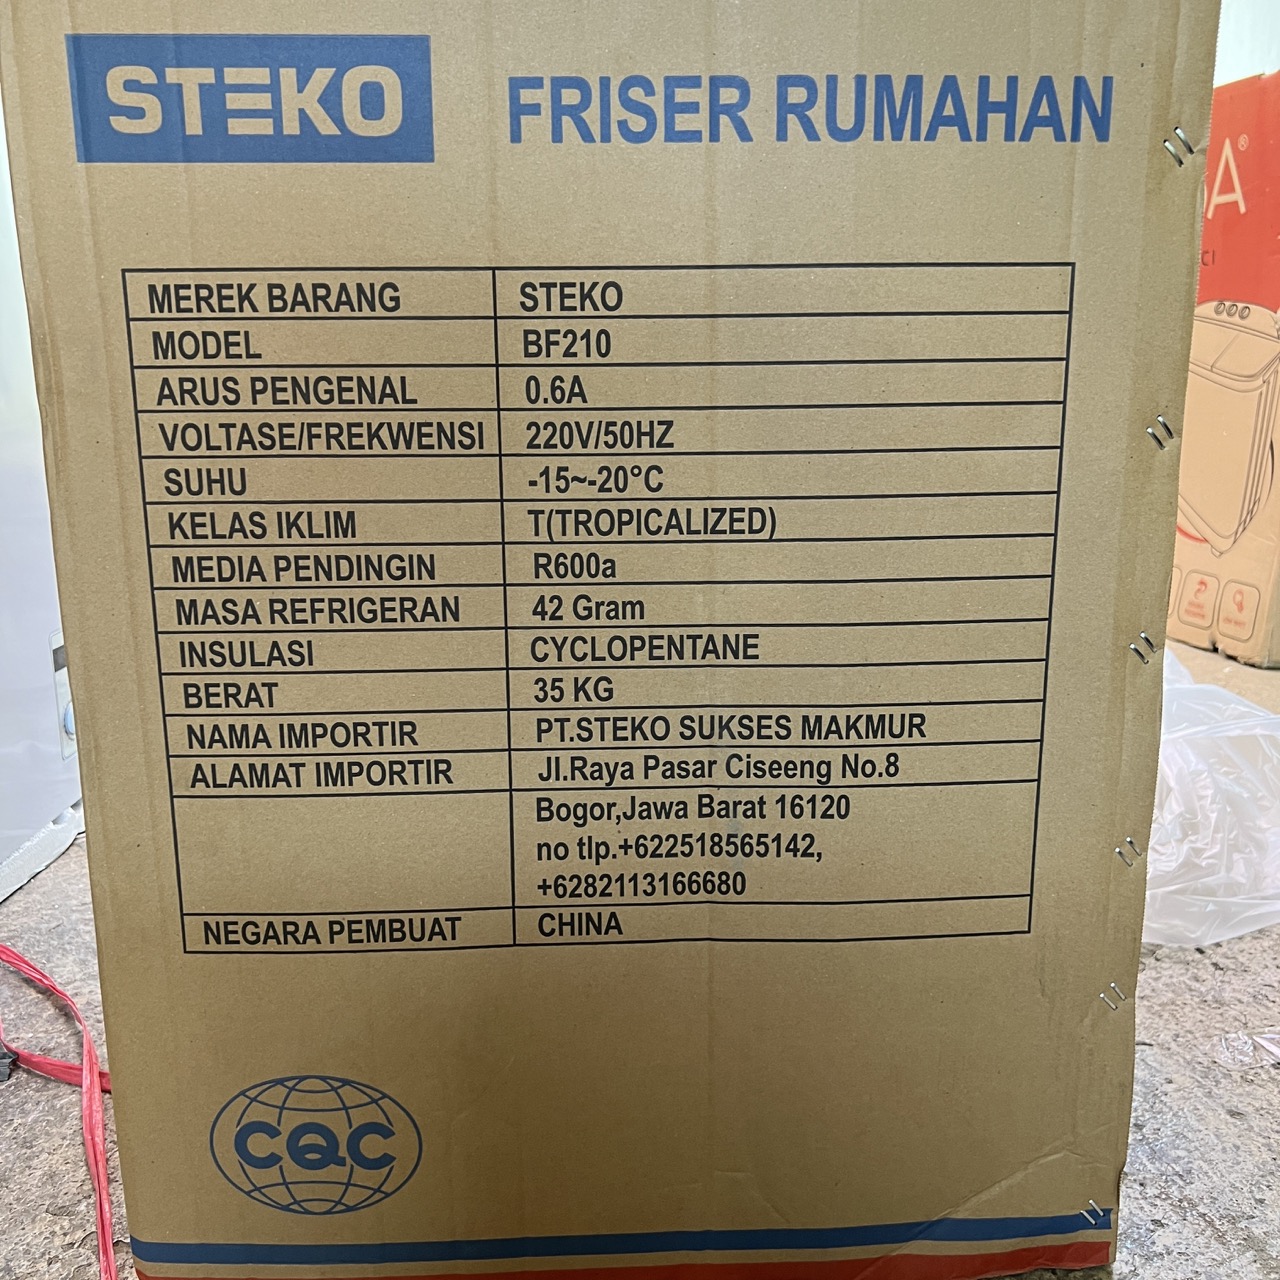 STEKO FRISER RUMAHAN
MEREK BARANG STEKO
MODEL BF210
ARUS PENGENAL 0.6A
VOLTASE/FREKWENSI 220V/50HZ
SUHU -15~-20°C
KELAS IKLIM T(TROPICALIZED)
MEDIA PENDINGIN R600a
MASA REFRIGERAN 42 Gram
INSULASI CYCLOPENTANE
BERAT 35 KG
NAMA IMPORTIR PT.STEKO SUKSES MAKMUR
ALAMAT IMPORTIR Jl.Raya Pasar Ciseeng No.8
Bogor,Jawa Barat 16120
no tlp.+622518565142,
+6282113166680
NEGARA PEMBUAT CHINA
CQC